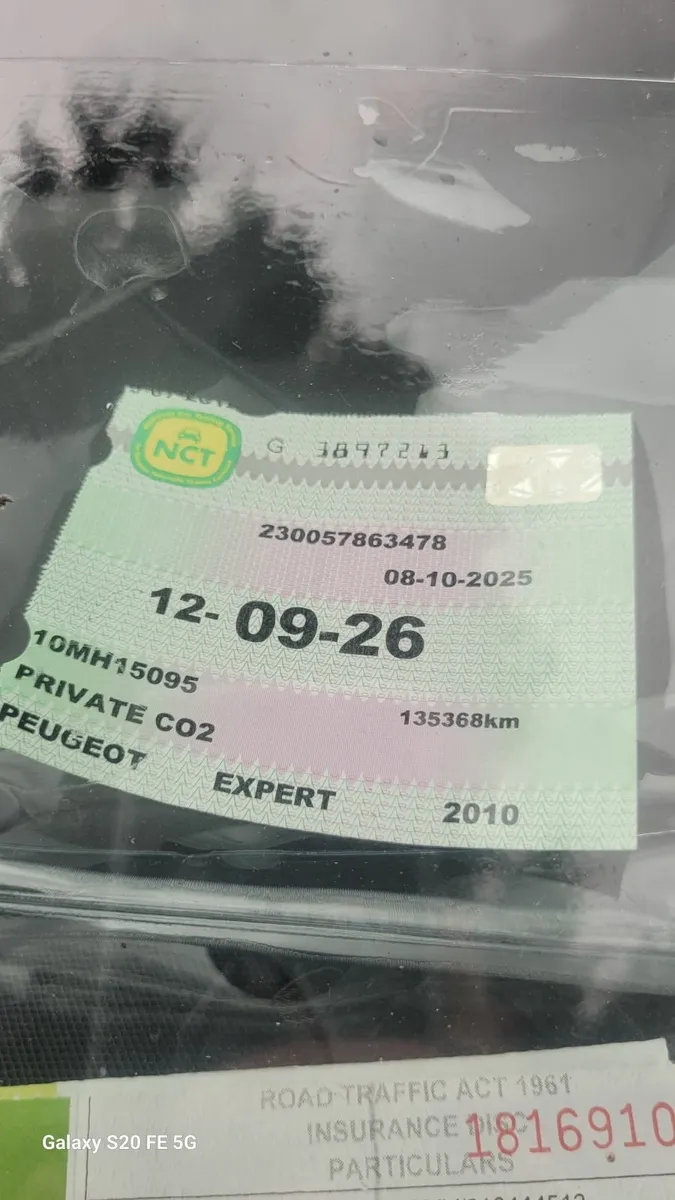 NCT
G 3897213
230057863478
08-10-2025
12-09-26
10MH15095
135368km
PRIVATE CO2
PEUGEOT EXPERT 2010
ROAD TRAFFIC ACT 1961
INSURANCE DISC
1816910
PARTICULARS
Galaxy S20 FE 5G